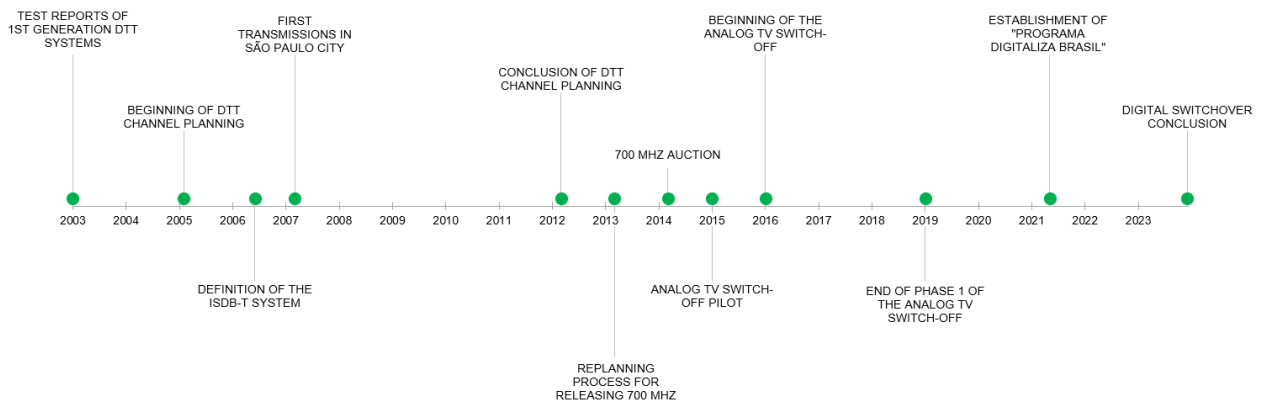 TEST REPORTS OF
1ST GENERATION DTT
SYSTEMS
BEGINNING OF DTT
CHANNEL PLANNING
FIRST
TRANSMISSIONS IN
SÃO PAULO CITY
CONCLUSION OF DTT
CHANNEL PLANNING
700 MHZ AUCTION
BEGINNING OF THE
ANALOG TV SWITCH-
OFF
ESTABLISHMENT OF
"PROGRAMA
DIGITALIZA BRASIL"
DIGITAL SWITCHOVER
CONCLUSION
2003 2004 2005 2006 2007 2008 2009 2010 2011 2012 2013 2014 2015 2016 2017 2018 2019 2020 2021 2022 2023
DEFINITION OF THE
ISDB-T SYSTEM
REPLANNING
PROCESS FOR
RELEASING 700 MHZ
ANALOG TV SWITCH-
OFF PILOT
END OF PHASE 1 OF
THE ANALOG TV
SWITCH-OFF